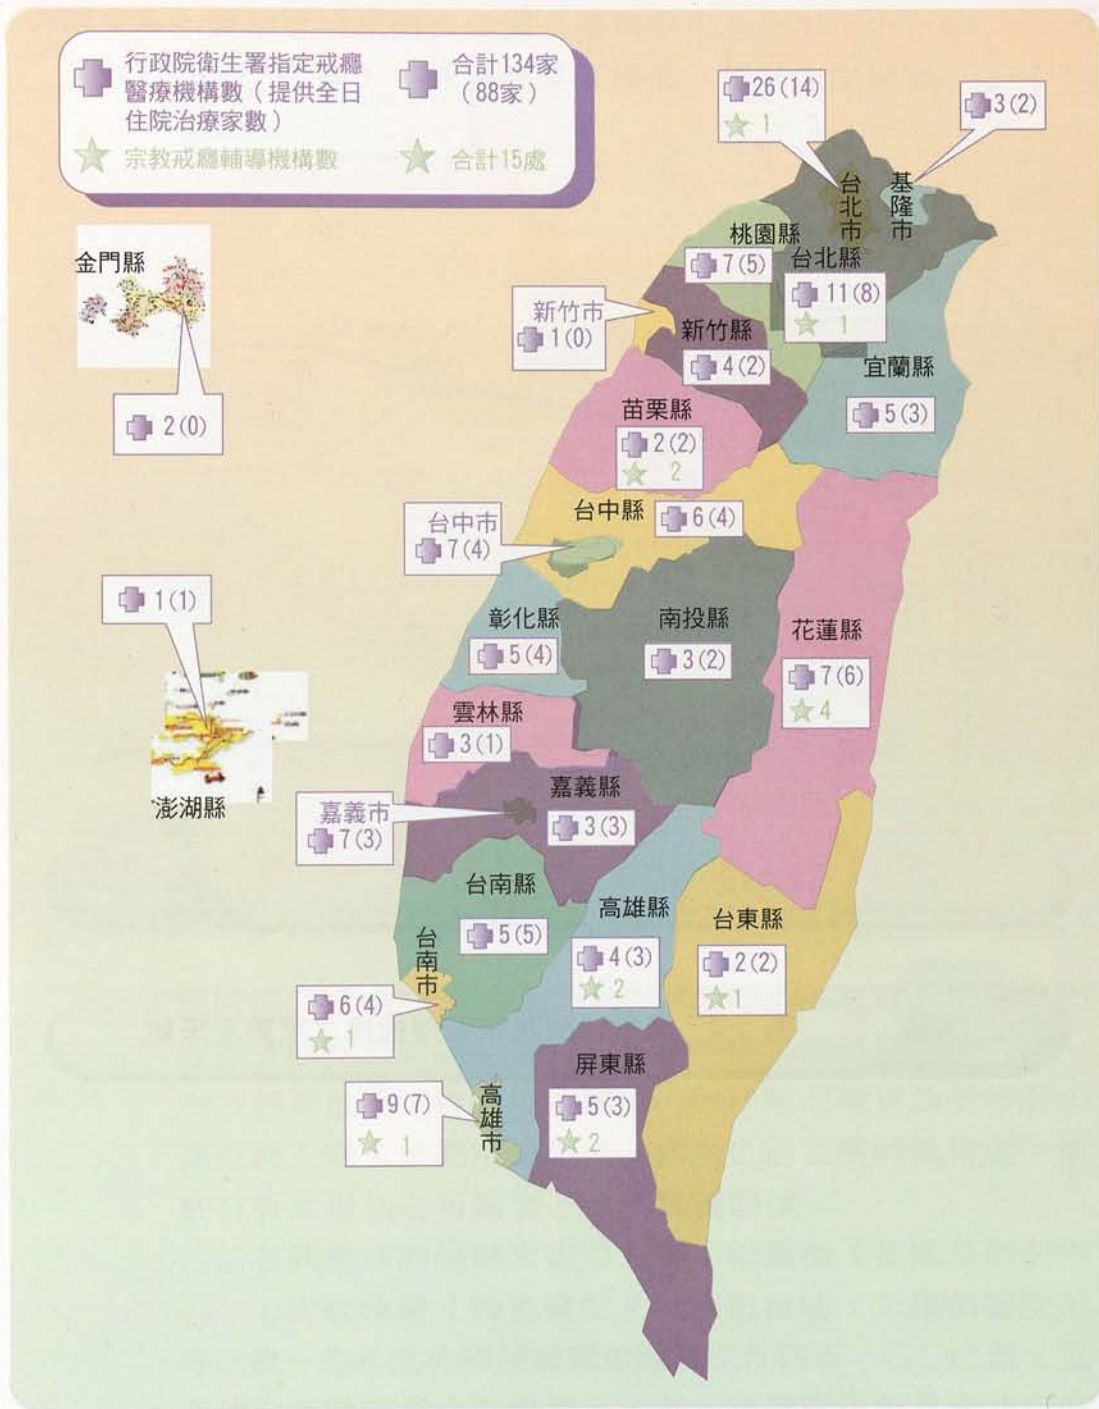 行政院衛生署指定戒癮
醫療機構數（提供全日
住院治療家數）
合計134家
（88家）
宗教戒癮輔導機構數
合計15處
26(14)
1
3(2)
台北市
基隆市
桃園縣
7(5)
台北縣
11(8)
1
金門縣
2(0)
新竹市
1(0)
新竹縣
4(2)
宜蘭縣
5(3)
苗栗縣
2(2)
2
台中縣
6(4)
台中市
7(4)
1(1)
澎湖縣
彰化縣
5(4)
南投縣
3(2)
花蓮縣
7(6)
4
雲林縣
3(1)
嘉義市
7(3)
嘉義縣
3(3)
台南縣
5(5)
高雄縣
4(3)
2
台東縣
2(2)
1
台南市
6(4)
1
屏東縣
5(3)
2
高雄市
9(7)
1